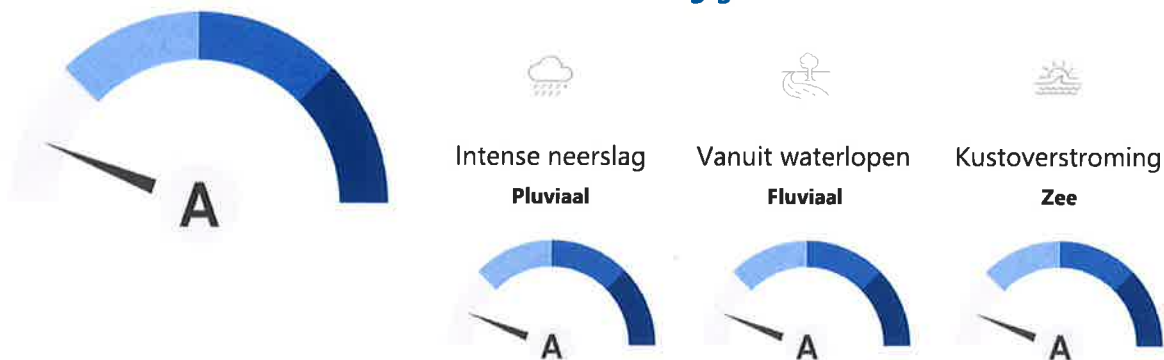 A
Intense neerslag
Pluviaal
A
Vanuit waterlopen
Fluviaal
A
Kustoverstroming
Zee
A